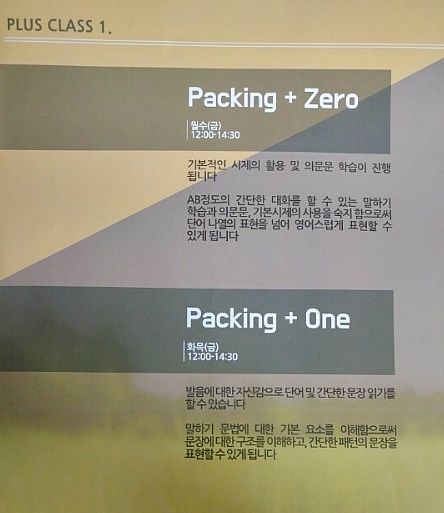 PLUS CLASS 1.
Packing + Zero
월수(금)
12:00-14:30
기본적인 시제의 활용 및 의문문 학습이 진행
됩니다
AB정도의 간단한 대화를 할 수 있는 말하기
학습과 의문문, 기본시제의 사용을 숙지 함으로써
단어 나열의 표현을 넘어 영어스럽게 표현할 수
있게 됩니다
Packing + One
화목(금)
12:00-14:30
발음에 대한 자신감으로 단어 및 간단한 문장 읽기를
할 수 있습니다
말하기 문법에 대한 기본 요소를 이해함으로써
문장에 대한 구조를 이해하고, 간단한 패턴의 문장을
표현할 수 있게 됩니다